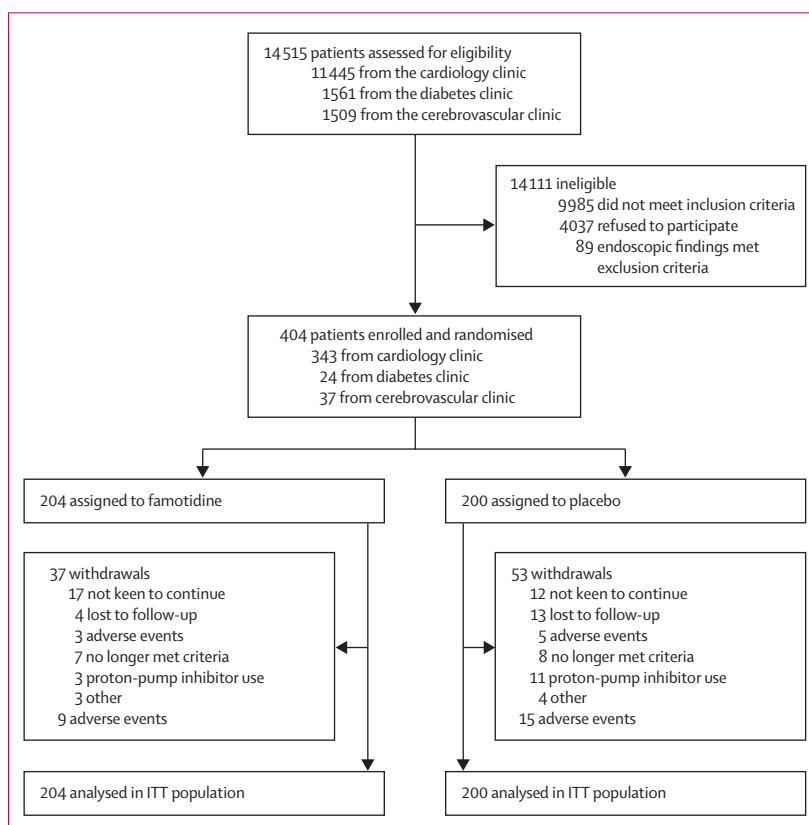 14515 patients assessed for eligibility
11445 from the cardiology clinic
1561 from the diabetes clinic
1509 from the cerebrovascular clinic
14111 ineligible
9985 did not meet inclusion criteria
4037 refused to participate
89 endoscopic findings met
exclusion criteria
404 patients enrolled and randomised
343 from cardiology clinic
24 from diabetes clinic
37 from cerebrovascular clinic
204 assigned to famotidine
200 assigned to placebo
37 withdrawals
17 not keen to continue
4 lost to follow-up
3 adverse events
7 no longer met criteria
3 proton-pump inhibitor use
3 other
9 adverse events
53 withdrawals
12 not keen to continue
13 lost to follow-up
5 adverse events
8 no longer met criteria
11 proton-pump inhibitor use
4 other
15 adverse events
204 analysed in ITT population
200 analysed in ITT population